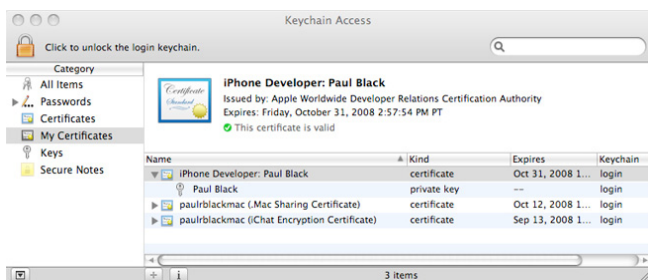 Keychain Access
Click to unlock the login keychain.
Category
All Items
Passwords
Certificates
My Certificates
Keys
Secure Notes
Certificate
Standard
iPhone Developer: Paul Black
Issued by: Apple Worldwide Developer Relations Certification Authority
Expires: Friday, October 31, 2008 2:57:54 PM PT
This certificate is valid
Name Kind Expires Keychain
iPhone Developer: Paul Black certificate Oct 31, 2008 1... login
Paul Black private key -- login
paulrblackmac (.Mac Sharing Certificate) certificate Oct 12, 2008 1... login
paulrblackmac (iChat Encryption Certificate) certificate Sep 13, 2008 1... login
+ i 3 items